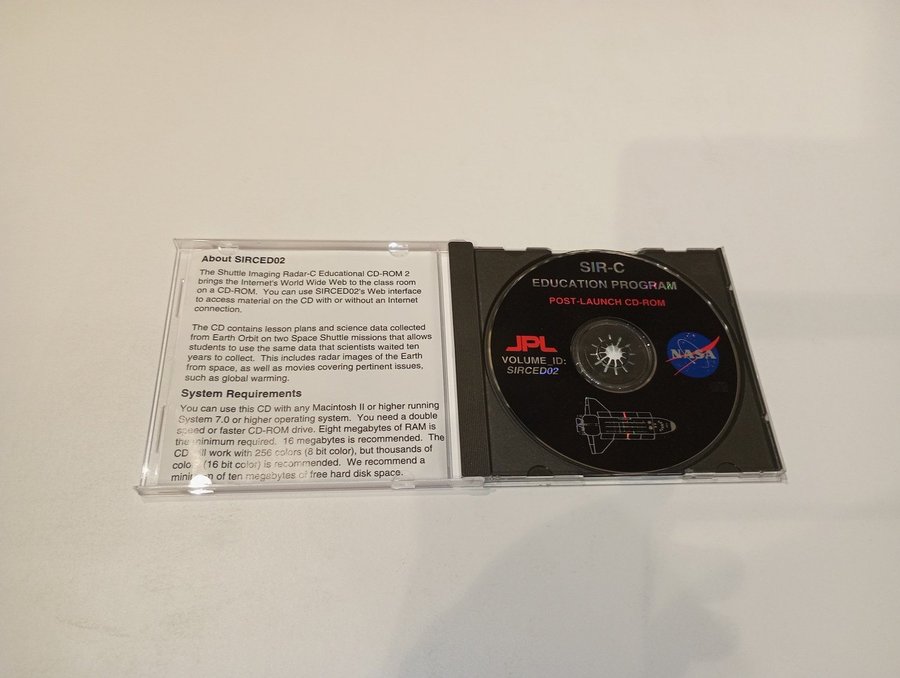 About SIRCED02
The Shuttle Imaging Radar-C Educational CD-ROM 2
brings the Internet's World Wide Web to the class room
on a CD-ROM. You can use SIRCED02's Web interface
to access material on the CD with or without an Internet
connection.
The CD contains lesson plans and science data collected
from Earth Orbit on two Space Shuttle missions that allows
students to use the same data that scientists waited ten
years to collect. This includes radar images of the Earth
from space, as well as movies covering pertinent issues,
such as global warming.
System Requirements
You can use this CD with any Macintosh II or higher running
System 7.0 or higher operating system. You need a double
speed or faster CD-ROM drive. Eight megabytes of RAM is
the minimum required. 16 megabytes is recommended. The
CD will work with 256 colors (8 bit color), but thousands of
colors (16 bit color) is recommended. We recommend a
minimum of ten megabytes of free hard disk space.
SIR-C
EDUCATION PROGRAM
POST-LAUNCH CD-ROM
JPL
VOLUME_ID:
SIRCED02
NASA